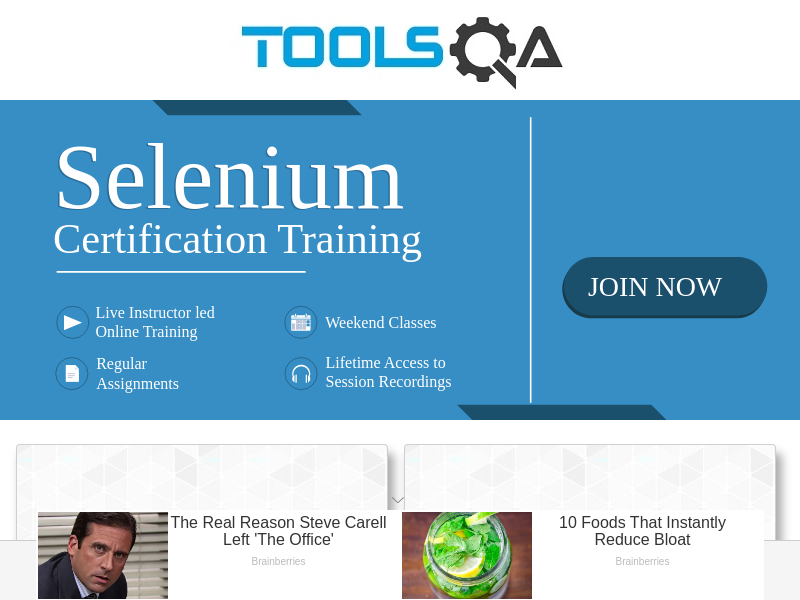 TOOLSQA
Selenium
Certification Training
Live Instructor led
Online Training
Weekend Classes
Regular
Assignments
Lifetime Access to
Session Recordings
JOIN NOW
The Real Reason Steve Carell
Left 'The Office'
Brainberries
10 Foods That Instantly
Reduce Bloat
Brainberries